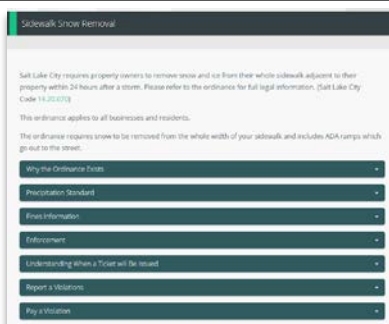 Sidewalk Snow Removal
Salt Lake City requires property owners to remove snow and ice from their whole sidewalk adjacent to their
property within 24 hours after a storm. Please refer to the ordinance for full legal information. (Salt Lake City
Code 14.20.070)
This ordinance applies to all businesses and residents.
The ordinance requires snow to be removed from the whole width of your sidewalk and includes ADA ramps which
go out to the street.
Why the Ordinance Exists
Precipitation Standard
Fines Information
Enforcement
Understanding When a Ticket will Be Issued
Report a Violations
Pay a Violation